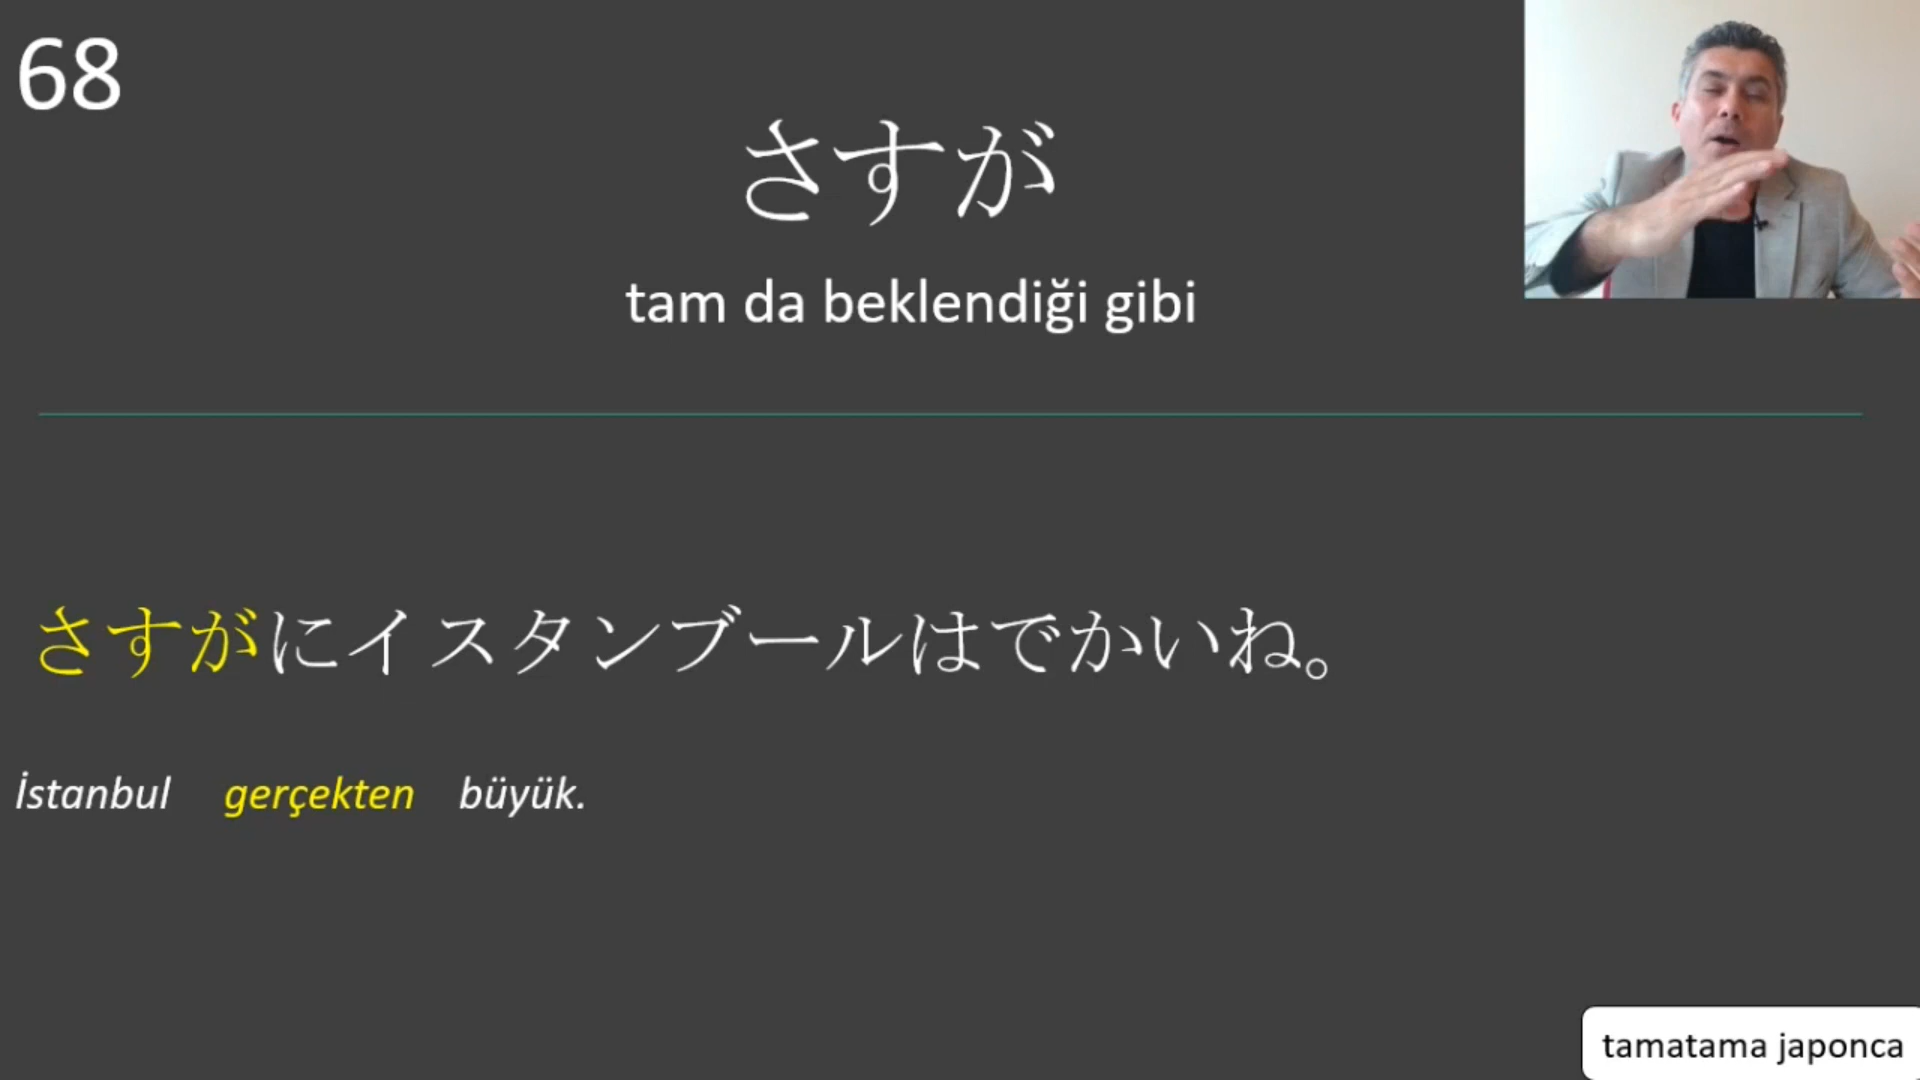 68
さすが
tam da beklendiği gibi
さすがにイスタンブールはでかいね。
İstanbul gerçekten büyük.
tamatama japonca